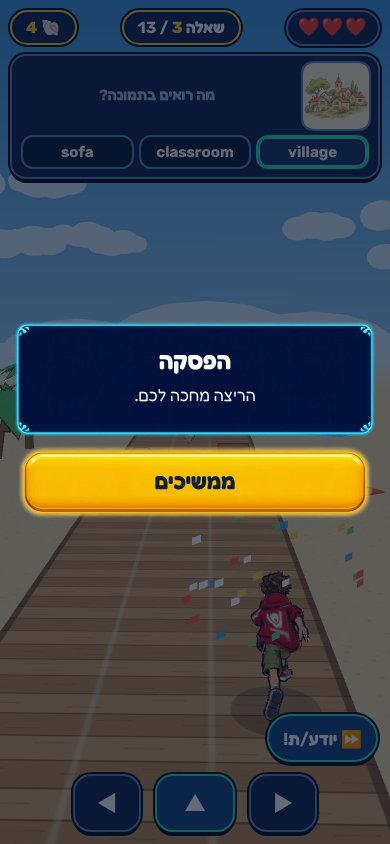 שאלה 3 / 13
4
מה רואים בתמונה?
village
classroom
sofa
הפסקה
הריצה מחכה לכם.
ממשיכים
יודע/ת!